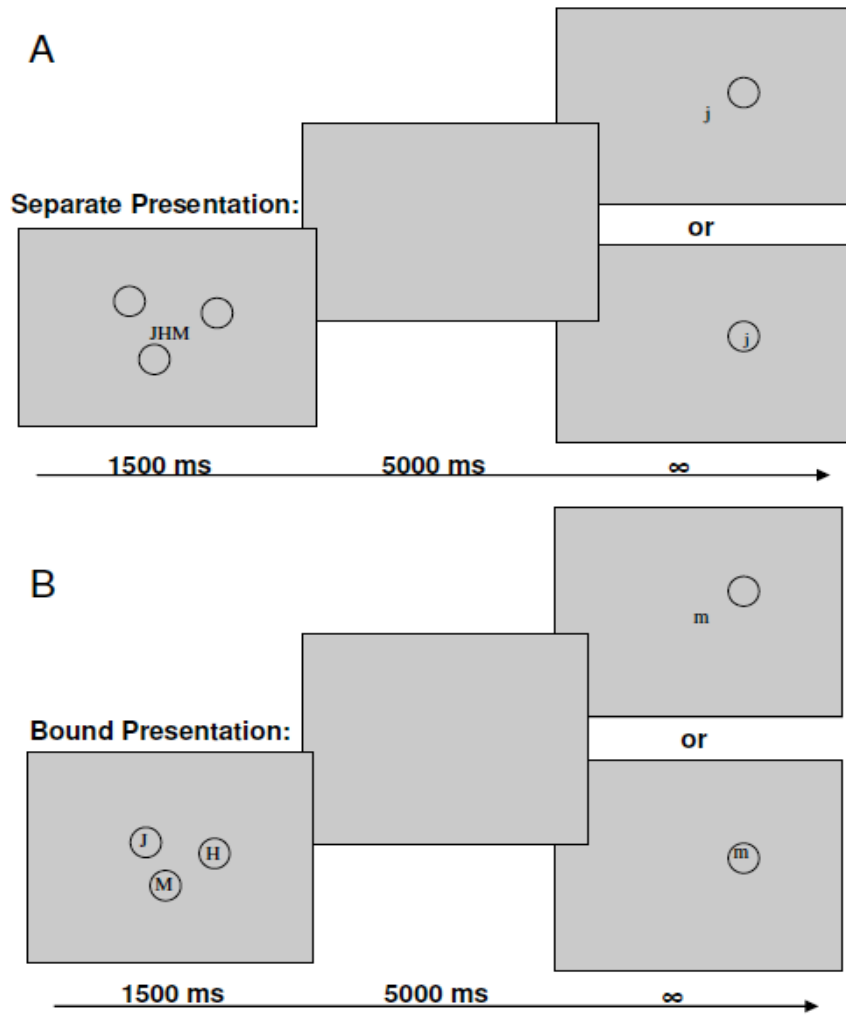 A
j
Separate Presentation:
or
JHM
j
1500 ms 5000 ms ∞
B
m
Bound Presentation:
or
J
H
m
M
1500 ms 5000 ms ∞